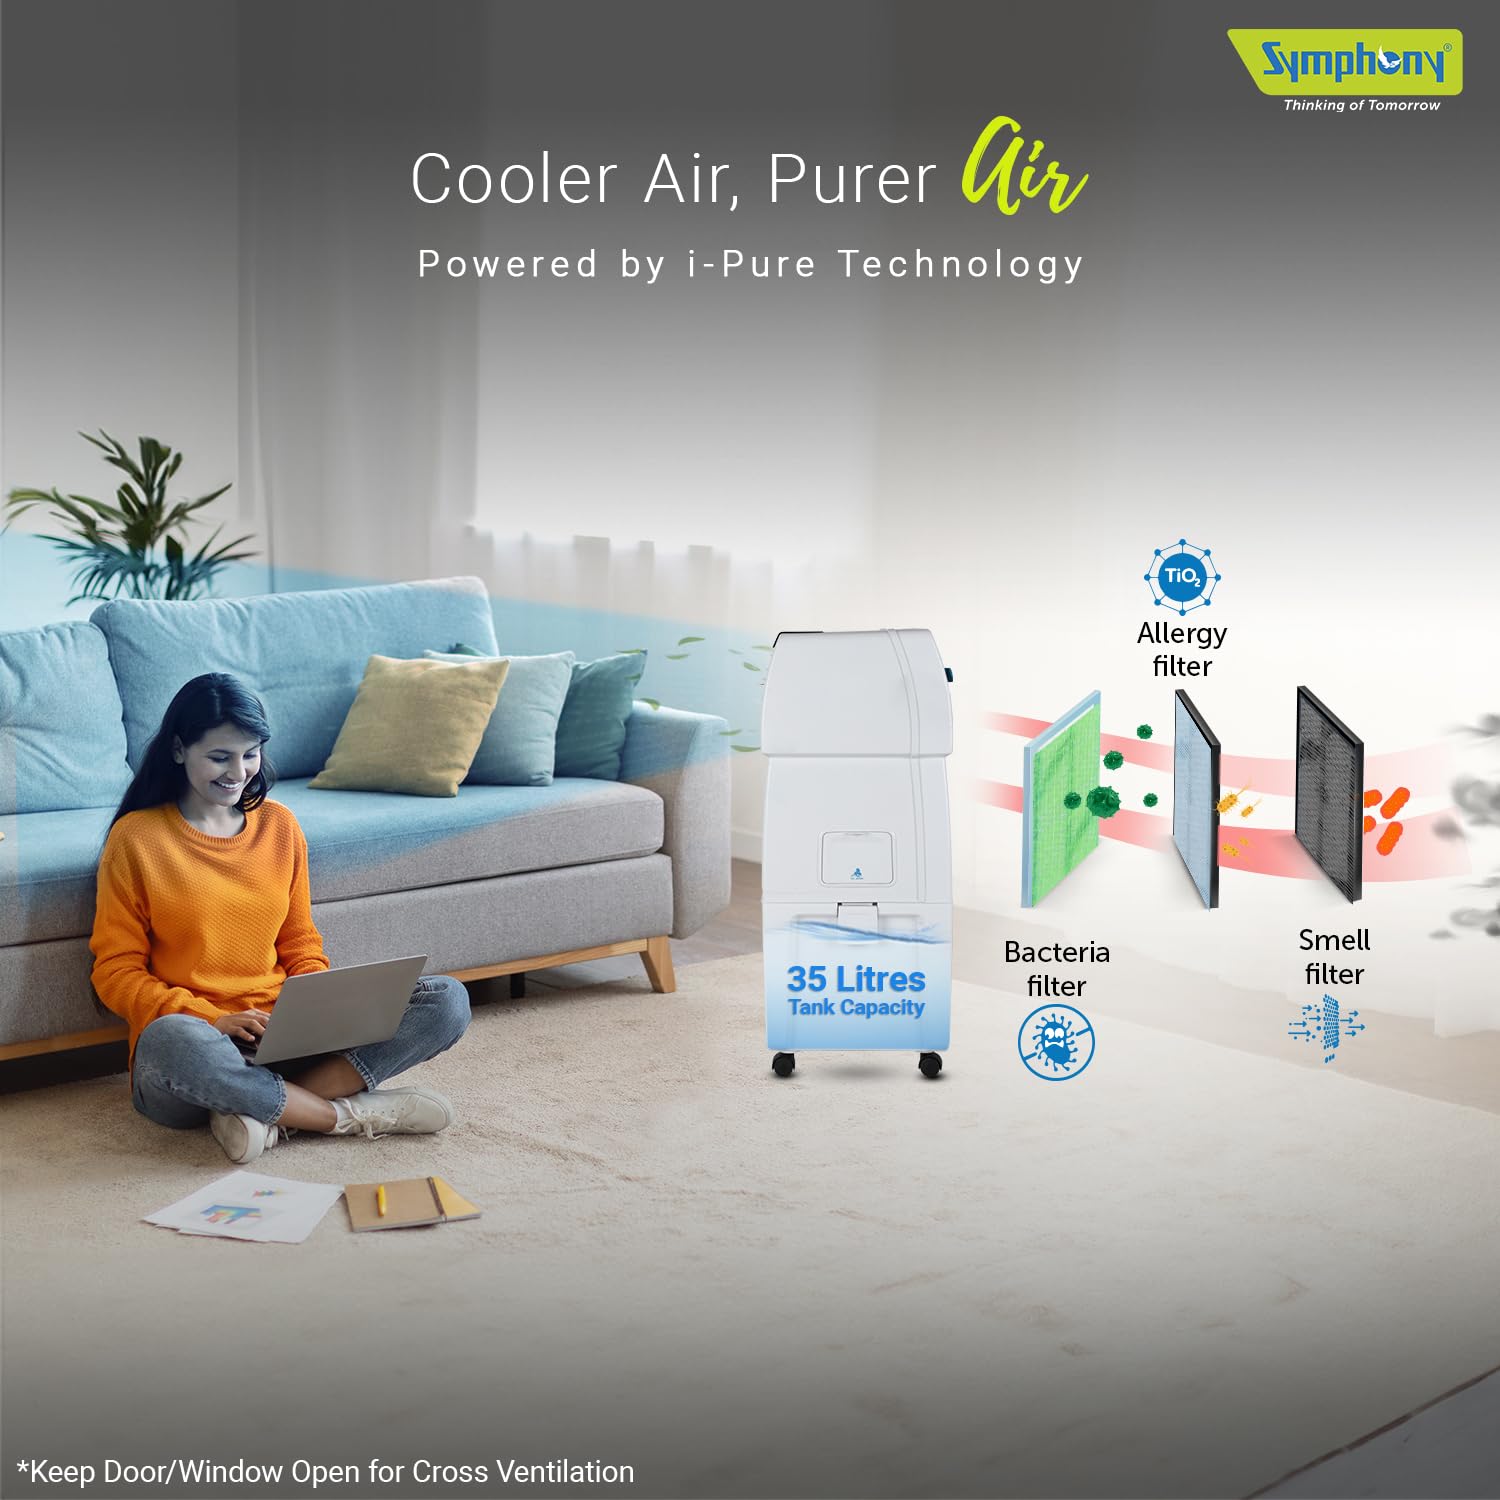 Symphony®
Thinking of Tomorrow
Cooler Air, Purer Air
Powered by i-Pure Technology
TiO₂
Allergy
filter
Bacteria
filter
Smell
filter
35 Litres
Tank Capacity
*Keep Door/Window Open for Cross Ventilation